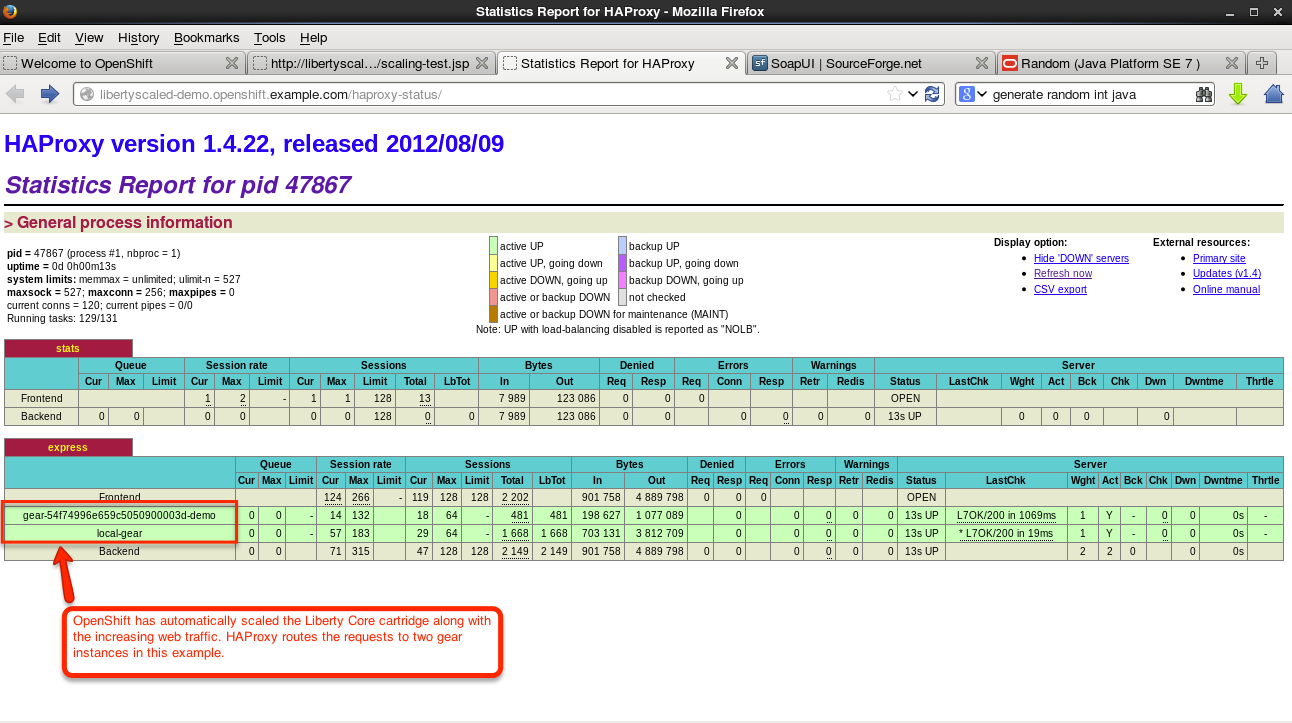 Statistics Report for HAProxy - Mozilla Firefox
File Edit View History Bookmarks Tools Help
Welcome to OpenShift http://libertyscal…/scaling-test.jsp Statistics Report for HAProxy SoapUI | SourceForge.net Random (Java Platform SE 7 )
libertyscaled-demo.openshift.example.com/haproxy-status/ generate random int java
HAProxy version 1.4.22, released 2012/08/09
Statistics Report for pid 47867
> General process information
pid = 47867 (process #1, nbproc = 1)
uptime = 0d 0h00m13s
system limits: memmax = unlimited; ulimit-n = 527
maxsock = 527; maxconn = 256; maxpipes = 0
current conns = 120; current pipes = 0/0
Running tasks: 129/131
active UP backup UP
active UP, going down backup UP, going down
active DOWN, going up backup DOWN, going up
active or backup DOWN not checked
active or backup DOWN for maintenance (MAINT)
Note: UP with load-balancing disabled is reported as "NOLB".
Display option:
Hide 'DOWN' servers
Refresh now
CSV export
External resources:
Primary site
Updates (v1.4)
Online manual
stats
Queue Session rate Sessions Bytes Denied Errors Warnings Server
Cur Max Limit Cur Max Limit Cur Max Limit Total LbTot In Out Req Resp Req Conn Resp Retr Redis Status LastChk Wght Act Bck Chk Dwn Dwntme Thrtle
Frontend 1 2 - 1 1 128 13 7 989 123 086 0 0 0 OPEN
Backend 0 0 0 0 0 0 128 0 0 7 989 123 086 0 0 0 0 0 0 13s UP 0 0 0 0
express
Queue Session rate Sessions Bytes Denied Errors Warnings Server
Cur Max Limit Cur Max Limit Cur Max Limit Total LbTot In Out Req Resp Req Conn Resp Retr Redis Status LastChk Wght Act Bck Chk Dwn Dwntme Thrtle
Frontend 124 266 - 119 128 128 2 202 901 758 4 889 798 0 0 0 OPEN
gear-54f74996e659c5050900003d-demo 0 0 - 14 132 18 64 - 481 481 198 627 1 077 089 0 0 0 0 0 13s UP L7OK/200 in 1069ms 1 Y - 0 0 0s -
local-gear 0 0 - 57 183 29 64 - 1 668 1 668 703 131 3 812 709 0 0 0 0 0 13s UP * L7OK/200 in 19ms 1 Y - 0 0 0s -
Backend 0 0 71 315 47 128 128 2 149 2 149 901 758 4 889 798 0 0 0 0 0 0 13s UP 2 2 0 0 0s
OpenShift has automatically scaled the Liberty Core cartridge along with
the increasing web traffic. HAProxy routes the requests to two gear
instances in this example.